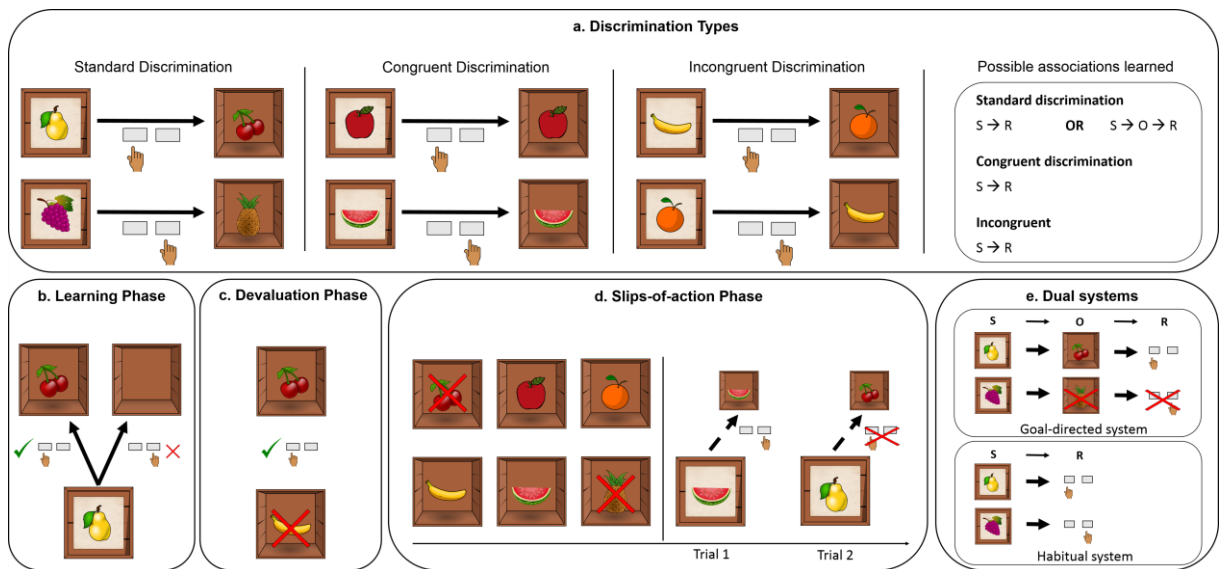 a. Discrimination Types
Standard Discrimination
Congruent Discrimination
Incongruent Discrimination
Possible associations learned
Standard discrimination
S → R OR S → O → R
Congruent discrimination
S → R
Incongruent
S → R
b. Learning Phase
c. Devaluation Phase
d. Slips-of-action Phase
Trial 1
Trial 2
e. Dual systems
S O R
Goal-directed system
S R
Habitual system